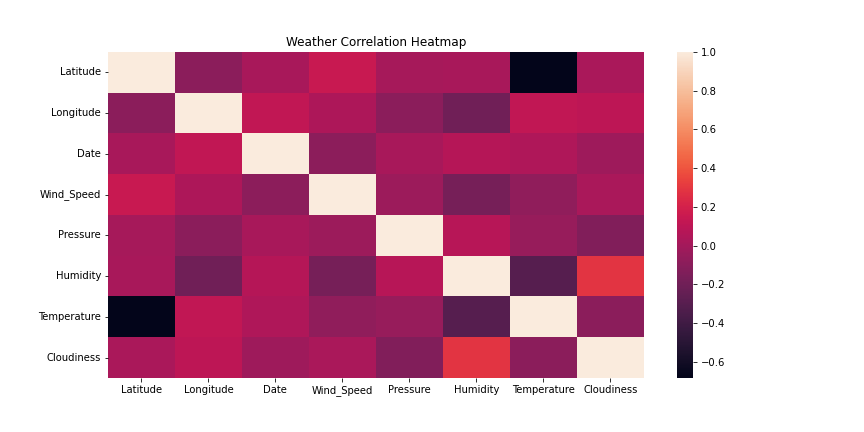 Weather Correlation Heatmap
Latitude
Longitude
Date
Wind_Speed
Pressure
Humidity
Temperature
Cloudiness
Latitude Longitude Date Wind_Speed Pressure Humidity Temperature Cloudiness
1.0
0.8
0.6
0.4
0.2
0.0
−0.2
−0.4
−0.6